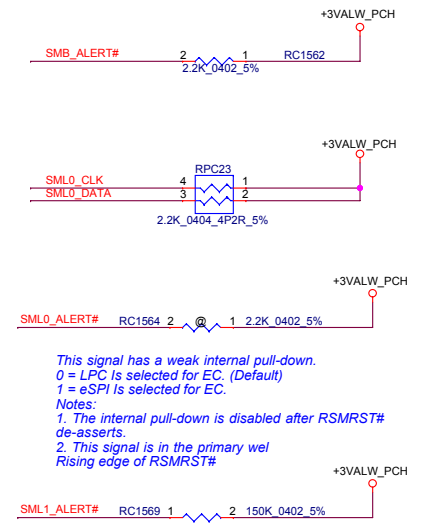 +3VALW_PCH
SMB_ALERT# 2 1 RC1562
2.2K_0402_5%
+3VALW_PCH
RPC23
SML0_CLK 4 1
SML0_DATA 3 2
2.2K_0404_4P2R_5%
+3VALW_PCH
SML0_ALERT# RC1564 2 @ 1 2.2K_0402_5%
This signal has a weak internal pull-down.
0 = LPC Is selected for EC. (Default)
1 = eSPI Is selected for EC.
Notes:
1. The internal pull-down is disabled after RSMRST#
de-asserts.
2. This signal is in the primary wel
Rising edge of RSMRST#
+3VALW_PCH
SML1_ALERT# RC1569 1 2 150K_0402_5%